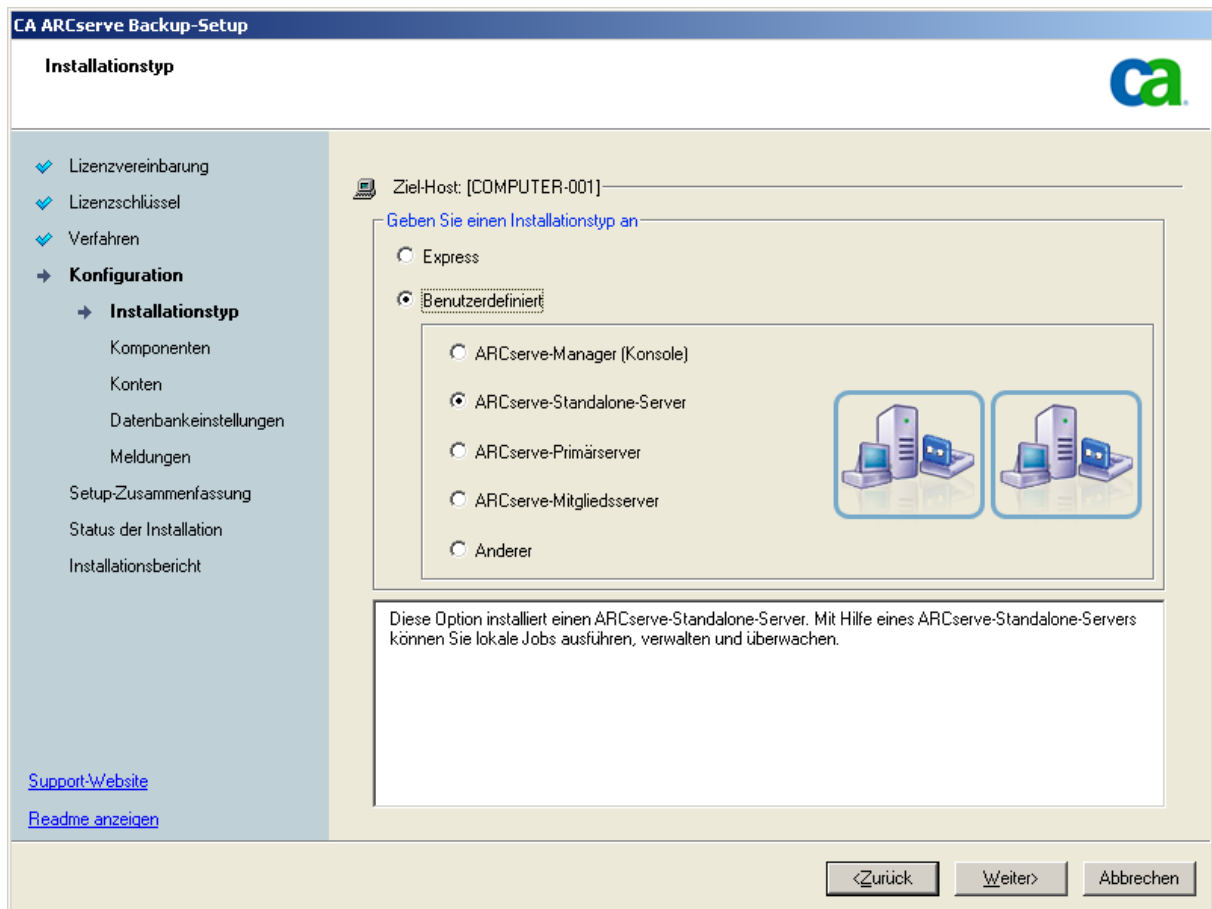 CA ARCserve Backup-Setup
Installationstyp
ca
Lizenzvereinbarung
Lizenzschlüssel
Verfahren
Konfiguration
Installationstyp
Komponenten
Konten
Datenbankeinstellungen
Meldungen
Setup-Zusammenfassung
Status der Installation
Installationsbericht
Support-Website
Readme anzeigen
Ziel-Host: [COMPUTER-001]
Geben Sie einen Installationstyp an
Express
Benutzerdefiniert
ARCserve-Manager (Konsole)
ARCserve-Standalone-Server
ARCserve-Primärserver
ARCserve-Mitgliedsserver
Anderer
Diese Option installiert einen ARCserve-Standalone-Server. Mit Hilfe eines ARCserve-Standalone-Servers
können Sie lokale Jobs ausführen, verwalten und überwachen.
<Zurück
Weiter>
Abbrechen